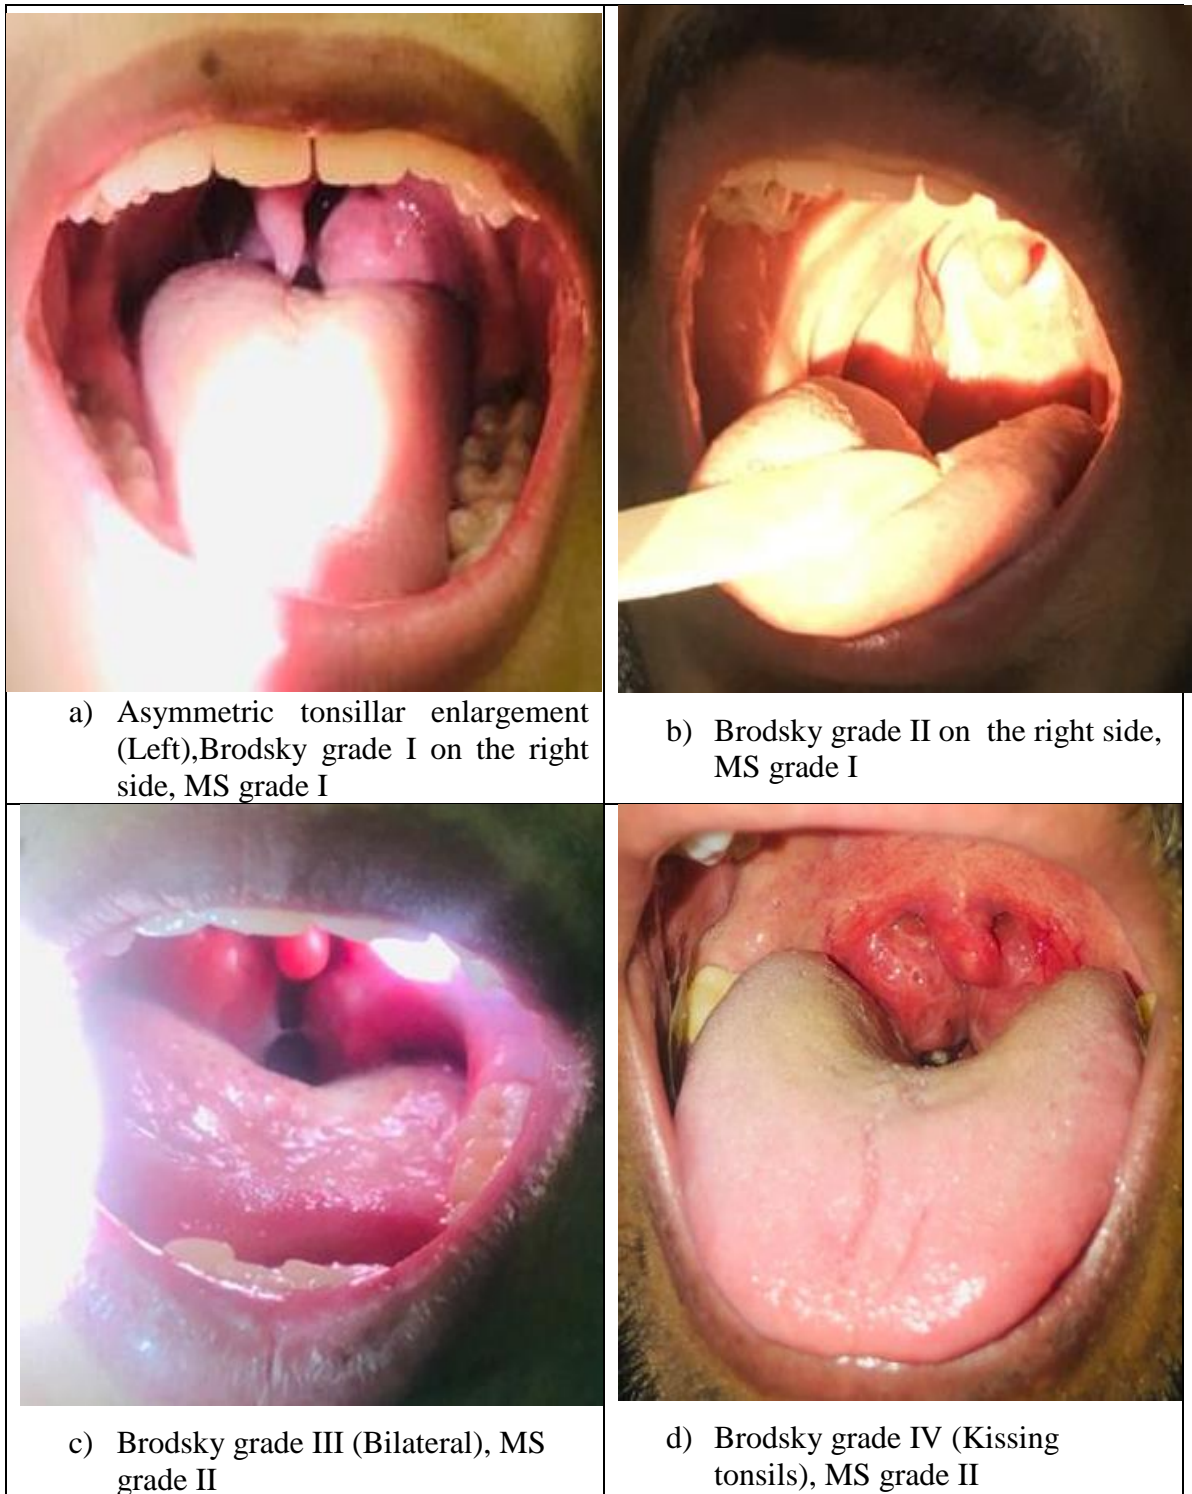 a) Asymmetric tonsillar enlargement
(Left),Brodsky grade I on the right
side, MS grade I
b) Brodsky grade II on the right side,
MS grade I
c) Brodsky grade III (Bilateral), MS
grade II
d) Brodsky grade IV (Kissing
tonsils), MS grade II